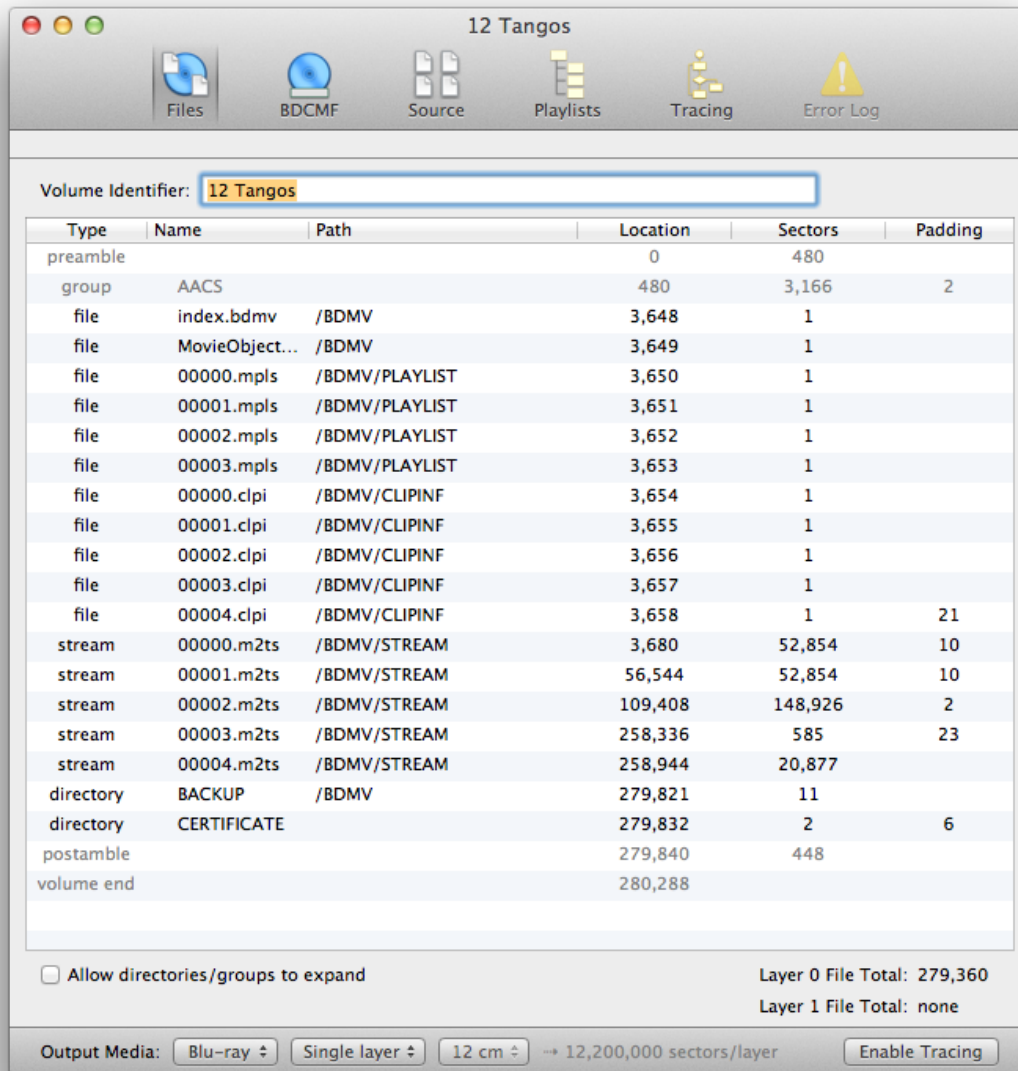 12 Tangos
Files BDCMF Source Playlists Tracing Error Log
Volume Identifier: 12 Tangos
Type Name Path Location Sectors Padding
preamble 0 480
group AACS 480 3,166 2
file index.bdmv /BDMV 3,648 1
file MovieObject... /BDMV 3,649 1
file 00000.mpls /BDMV/PLAYLIST 3,650 1
file 00001.mpls /BDMV/PLAYLIST 3,651 1
file 00002.mpls /BDMV/PLAYLIST 3,652 1
file 00003.mpls /BDMV/PLAYLIST 3,653 1
file 00000.clpi /BDMV/CLIPINF 3,654 1
file 00001.clpi /BDMV/CLIPINF 3,655 1
file 00002.clpi /BDMV/CLIPINF 3,656 1
file 00003.clpi /BDMV/CLIPINF 3,657 1
file 00004.clpi /BDMV/CLIPINF 3,658 1 21
stream 00000.m2ts /BDMV/STREAM 3,680 52,854 10
stream 00001.m2ts /BDMV/STREAM 56,544 52,854 10
stream 00002.m2ts /BDMV/STREAM 109,408 148,926 2
stream 00003.m2ts /BDMV/STREAM 258,336 585 23
stream 00004.m2ts /BDMV/STREAM 258,944 20,877
directory BACKUP /BDMV 279,821 11
directory CERTIFICATE 279,832 2 6
postamble 279,840 448
volume end 280,288
Allow directories/groups to expand Layer 0 File Total: 279,360
Layer 1 File Total: none
Output Media: Blu-ray Single layer 12 cm ⇢ 12,200,000 sectors/layer Enable Tracing